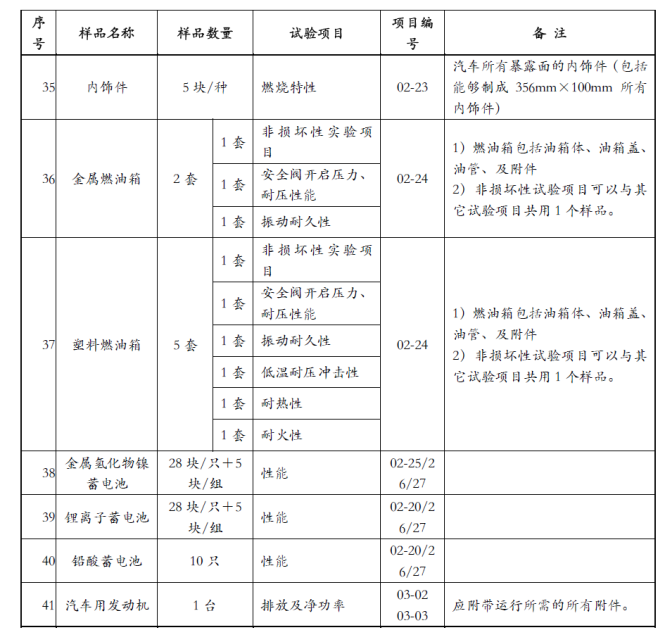 序号 样品名称 样品数量 试验项目 项目编号 备 注
35 内饰件 5 块/种 燃烧特性 02-23 汽车所有暴露面的内饰件（包括
能够制成 356mm×100mm 所有
内饰件）
36 金属燃油箱 2 套 02-24
1 套 非损坏性实验项
目
1 套 安全阀开启压力、
耐压性能
1 套 振动耐久性
1）燃油箱包括油箱体、油箱盖、
油管、及附件
2）非损坏性试验项目可以与其
它试验项目共用 1 个样品。
37 塑料燃油箱 5 套 02-24
1 套 非损坏性实验项
目
1 套 安全阀开启压力、
耐压性能
1 套 振动耐久性
1 套 低温耐压冲击性
1 套 耐热性
1 套 耐火性
1）燃油箱包括油箱体、油箱盖、
油管、及附件
2）非损坏性试验项目可以与其
它试验项目共用 1 个样品。
38 金属氢化物镍
蓄电池 28 块/只＋5
块/组 性能 02-25/2
6/27
39 锂离子蓄电池 28 块/只＋5
块/组 性能 02-20/2
6/27
40 铅酸蓄电池 10 只 性能 02-20/2
6/27
41 汽车用发动机 1 台 排放及净功率 03-02
03-03 应附带运行所需的所有附件。